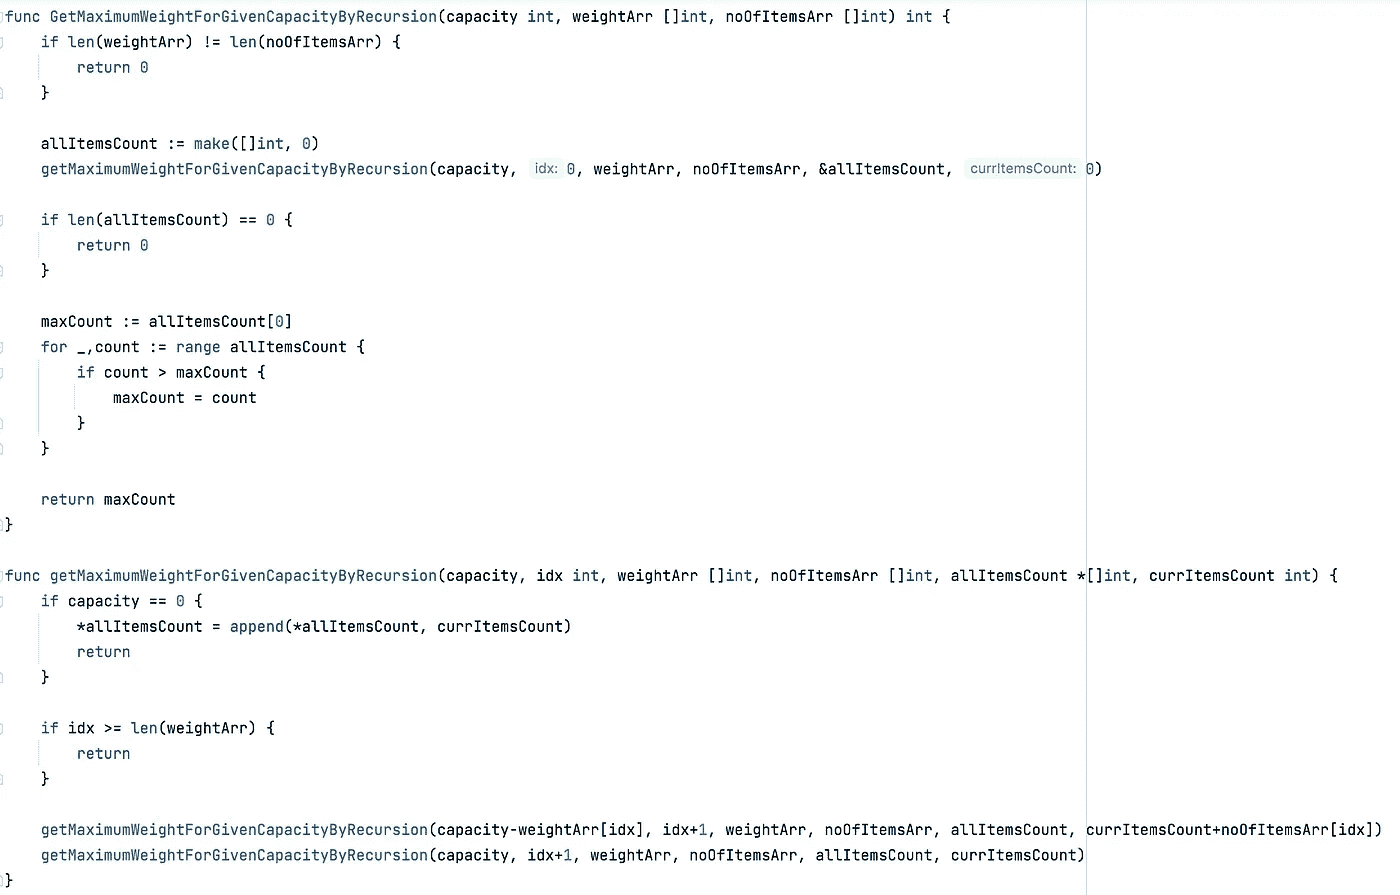 func GetMaximumWeightForGivenCapacityByRecursion(capacity int, weightArr []int, noOfItemsArr []int) int {
    if len(weightArr) != len(noOfItemsArr) {
        return 0
    }

    allItemsCount := make([]int, 0)
    getMaximumWeightForGivenCapacityByRecursion(capacity, idx: 0, weightArr, noOfItemsArr, &allItemsCount, currItemsCount: 0)

    if len(allItemsCount) == 0 {
        return 0
    }

    maxCount := allItemsCount[0]
    for _,count := range allItemsCount {
        if count > maxCount {
            maxCount = count
        }
    }

    return maxCount
}

func getMaximumWeightForGivenCapacityByRecursion(capacity, idx int, weightArr []int, noOfItemsArr []int, allItemsCount *[]int, currItemsCount int) {
    if capacity == 0 {
        *allItemsCount = append(*allItemsCount, currItemsCount)
        return
    }

    if idx >= len(weightArr) {
        return
    }

    getMaximumWeightForGivenCapacityByRecursion(capacity-weightArr[idx], idx+1, weightArr, noOfItemsArr, allItemsCount, currItemsCount+noOfItemsArr[idx])
    getMaximumWeightForGivenCapacityByRecursion(capacity, idx+1, weightArr, noOfItemsArr, allItemsCount, currItemsCount)
}